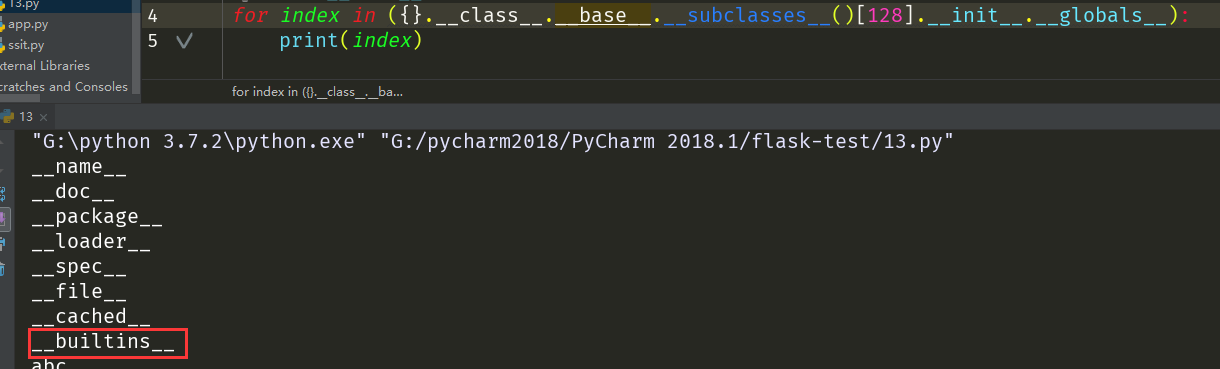 13.py
app.py
ssit.py
xternal Libraries
cratches and Consoles
4 for index in ({}.__class__.__base__.__subclasses__()[128].__init__.__globals__):
5 print(index)
for index in ({}.__class__.__ba...
13
"G:\python 3.7.2\python.exe" "G:/pycharm2018/PyCharm 2018.1/flask-test/13.py"
__name__
__doc__
__package__
__loader__
__spec__
__file__
__cached__
__builtins__
abc